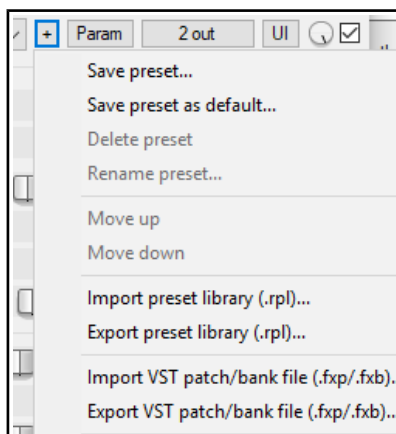 + Param 2 out UI
Save preset...
Save preset as default...
Delete preset
Rename preset...
Move up
Move down
Import preset library (.rpl)...
Export preset library (.rpl)...
Import VST patch/bank file (.fxp/.fxb)..
Export VST patch/bank file (.fxp/.fxb)..